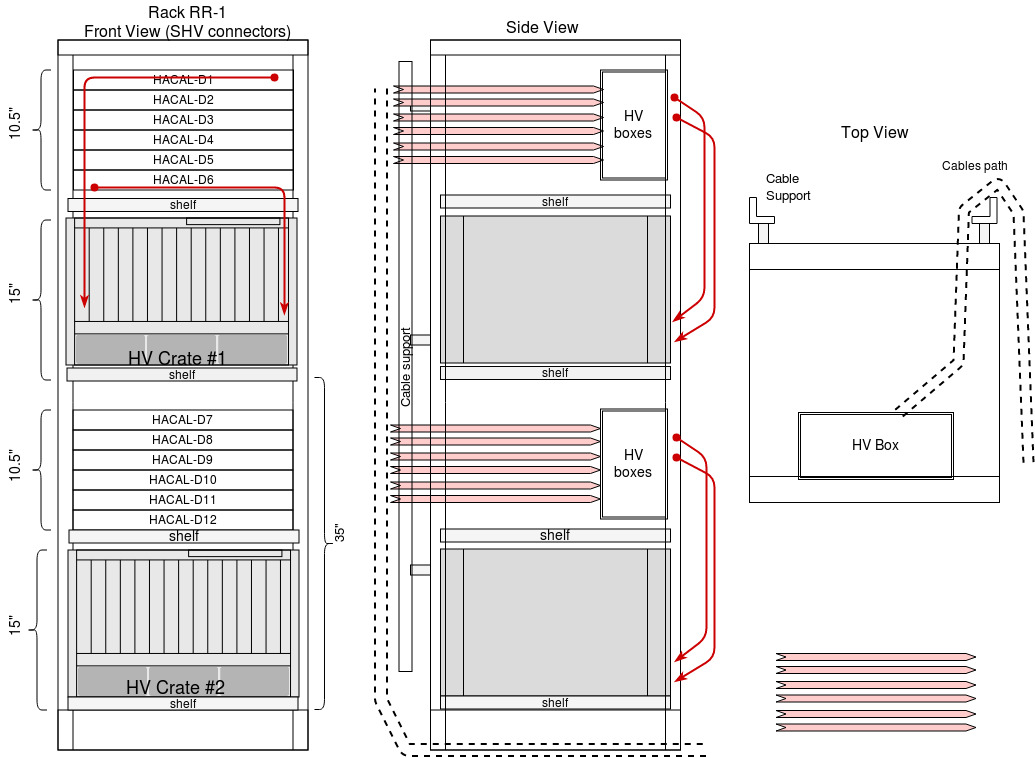 Rack RR-1
Front View (SHV connectors)
10.5"
HACAL-D1
HACAL-D2
HACAL-D3
HACAL-D4
HACAL-D5
HACAL-D6
shelf
15"
HV Crate #1
shelf
10.5"
HACAL-D7
HACAL-D8
HACAL-D9
HACAL-D10
HACAL-D11
HACAL-D12
shelf
35"
15"
HV Crate #2
shelf
Side View
HV
boxes
shelf
Cable support
shelf
HV
boxes
shelf
shelf
Top View
Cables path
Cable
Support
HV Box